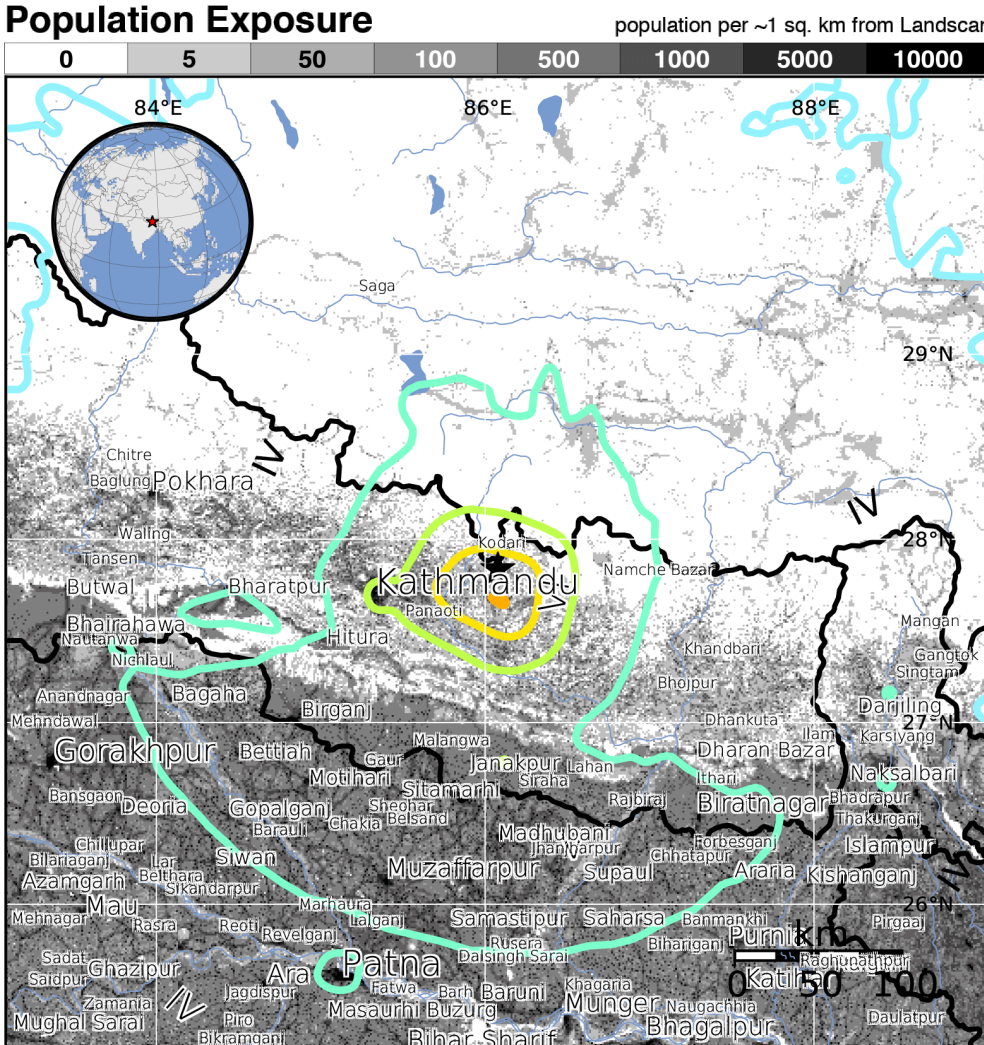 Population Exposure
population per ~1 sq. km from Landscan
0 5 50 100 500 1000 5000 10000
84°E 86°E 88°E
Saga
29°N
IV
Chitre
Baglung Pokhara
IV
Waling
28°N
Kodari
Tansen
Namche Bazar
Butwal Bharatpur Kathmandu
V
Panaoti
Bhairahawa
Mangan
Nautanwa Hitura
Khandbari
Nichlaul
Gangtok
Singtam
Bhojpur
Anandnagar Bagaha
Darjiling
Birganj
Mehndawal Dhankuta
27°N
Ilam Karsiyang
Malangwa
Gorakhpur Bettiah Dharan Bazar
Gaur Janakpur Lahan
Motihari Siraha Ithari Naksalbari
Sitamarhi
Bansgaon Deoria Gopalganj Sheohar Rajbiraj Biratnagar Bhadrapur
Belsand
Barauli Chakia Thakurganj
Madhubani
Forbesganj
Chillupar Jhanjharpur Islampur
Chhatapur
Bilariaganj Lar Siwan
Belthara Muzaffarpur Supaul Araria Kishanganj
Azamgarh Sikandarpur
IV
Mau Marhaura
26°N
Mehnagar Rasra Reoti Lalganj Samastipur Saharsa Banmankhi Pirgaaj
Revelganj
Rusera Bihariganj Purnia km
Sadat Dalsingh Sarai
Ghazipur Ara Patna Raghunathpur
Saidpur Fatwa Khagaria Katihar
0 50 100
Zamania Jagdispur Barh Baruni
IV
Masaurhi Buzurg Munger Naugachhia
Mughal Sarai Piro Daulatpur
Bhagalpur
Bikramganj Bihar Sharif